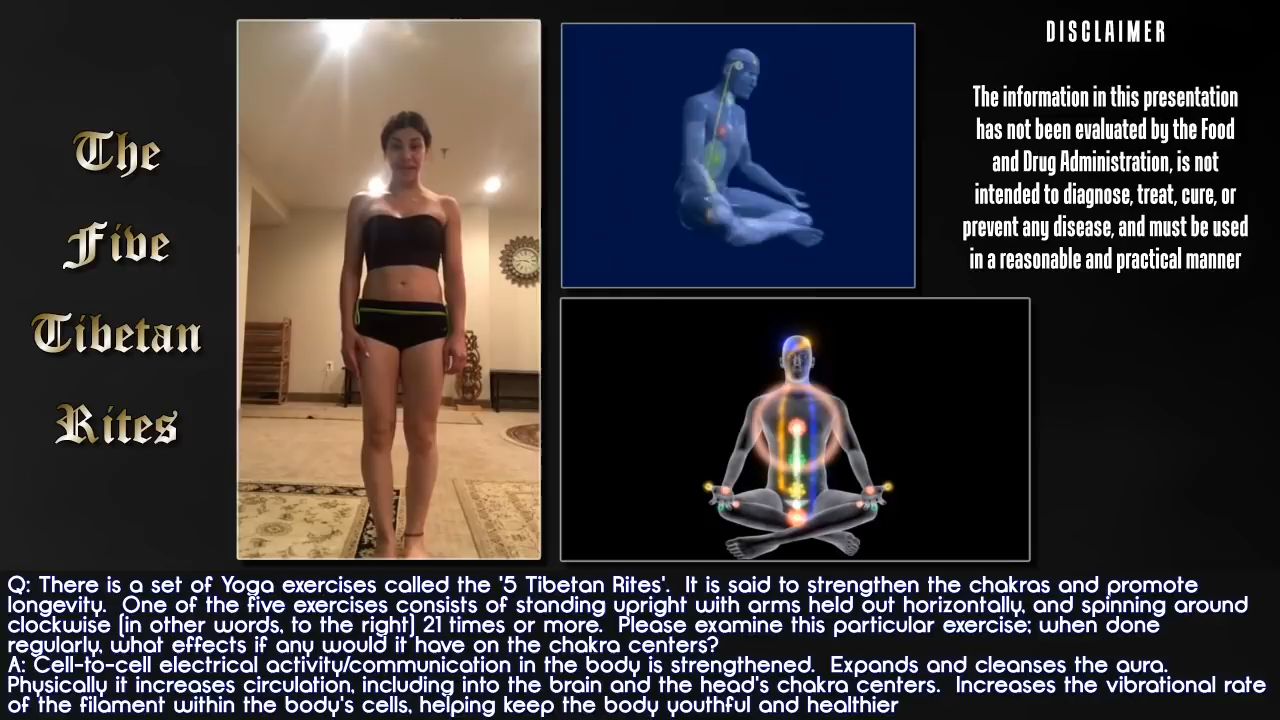 The
Five
Tibetan
Rites
DISCLAIMER
The information in this presentation
has not been evaluated by the Food
and Drug Administration, is not
intended to diagnose, treat, cure, or
prevent any disease, and must be used
in a reasonable and practical manner
Q: There is a set of Yoga exercises called the '5 Tibetan Rites'. It is said to strengthen the chakras and promote
longevity. One of the five exercises consists of standing upright with arms held out horizontally, and spinning around
clockwise (in other words, to the right) 21 times or more. Please examine this particular exercise; when done
regularly, what effects if any would it have on the chakra centers?
A: Cell-to-cell electrical activity/communication in the body is strengthened. Expands and cleanses the aura.
Physically it increases circulation, including into the brain and the head's chakra centers. Increases the vibrational rate
of the filament within the body's cells, helping keep the body youthful and healthier